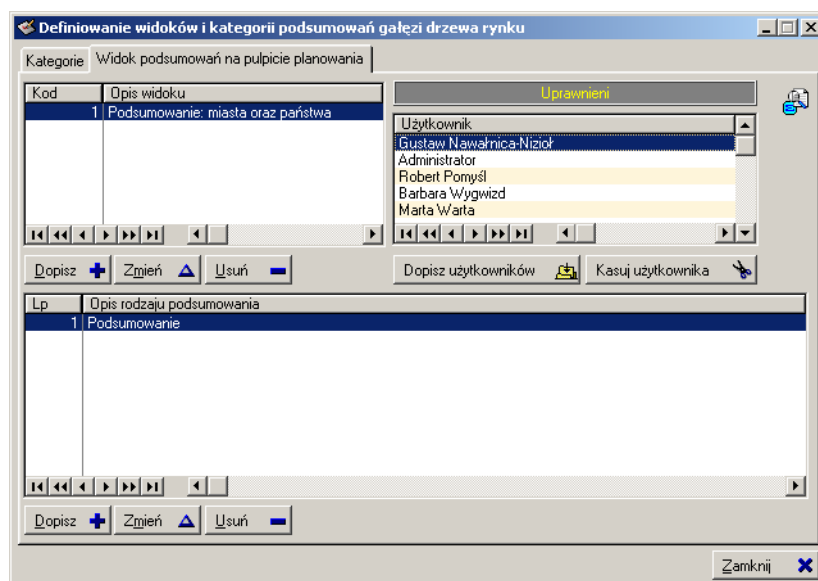 Definiowanie widoków i kategorii podsumowań gałęzi drzewa rynku
Kategorie Widok podsumowań na pulpicie planowania
Kod Opis widoku
1 Podsumowanie: miasta oraz państwa
Uprawnieni
Użytkownik
Gustaw Nawałnica-Nizioł
Administrator
Robert Pomyśl
Barbara Wygwizd
Marta Warta
Dopisz Zmień Usuń
Dopisz użytkowników Kasuj użytkownika
Lp Opis rodzaju podsumowania
1 Podsumowanie
Dopisz Zmień Usuń
Zamknij